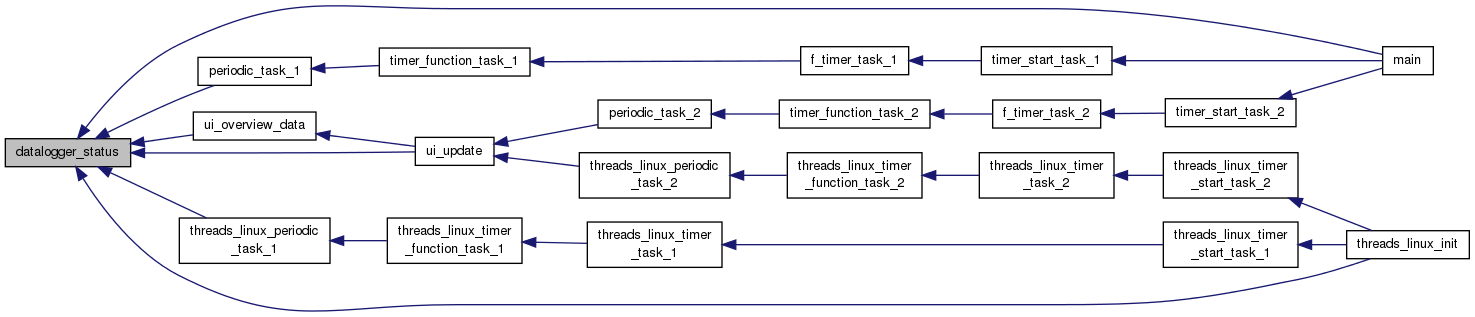 datalogger_status
periodic_task_1
timer_function_task_1
f_timer_task_1
timer_start_task_1
main
ui_overview_data
ui_update
periodic_task_2
timer_function_task_2
f_timer_task_2
timer_start_task_2
threads_linux_periodic
_task_2
threads_linux_timer
_function_task_2
threads_linux_timer
_task_2
threads_linux_timer
_start_task_2
threads_linux_periodic
_task_1
threads_linux_timer
_function_task_1
threads_linux_timer
_task_1
threads_linux_timer
_start_task_1
threads_linux_init